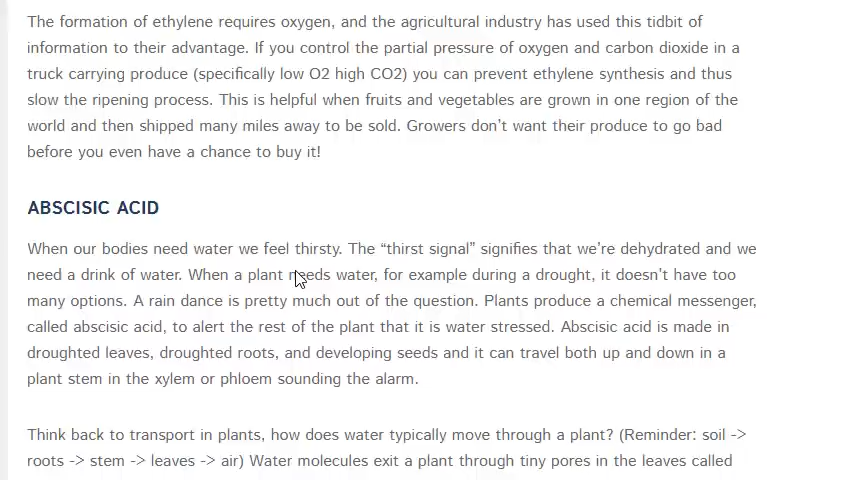 The formation of ethylene requires oxygen, and the agricultural industry has used this tidbit of
information to their advantage. If you control the partial pressure of oxygen and carbon dioxide in a
truck carrying produce (specifically low O2 high CO2) you can prevent ethylene synthesis and thus
slow the ripening process. This is helpful when fruits and vegetables are grown in one region of the
world and then shipped many miles away to be sold. Growers don’t want their produce to go bad
before you even have a chance to buy it!
ABSCISIC ACID
When our bodies need water we feel thirsty. The “thirst signal” signifies that we’re dehydrated and we
need a drink of water. When a plant needs water, for example during a drought, it doesn’t have too
many options. A rain dance is pretty much out of the question. Plants produce a chemical messenger,
called abscisic acid, to alert the rest of the plant that it is water stressed. Abscisic acid is made in
droughted leaves, droughted roots, and developing seeds and it can travel both up and down in a
plant stem in the xylem or phloem sounding the alarm.
Think back to transport in plants, how does water typically move through a plant? (Reminder: soil ->
roots -> stem -> leaves -> air) Water molecules exit a plant through tiny pores in the leaves called